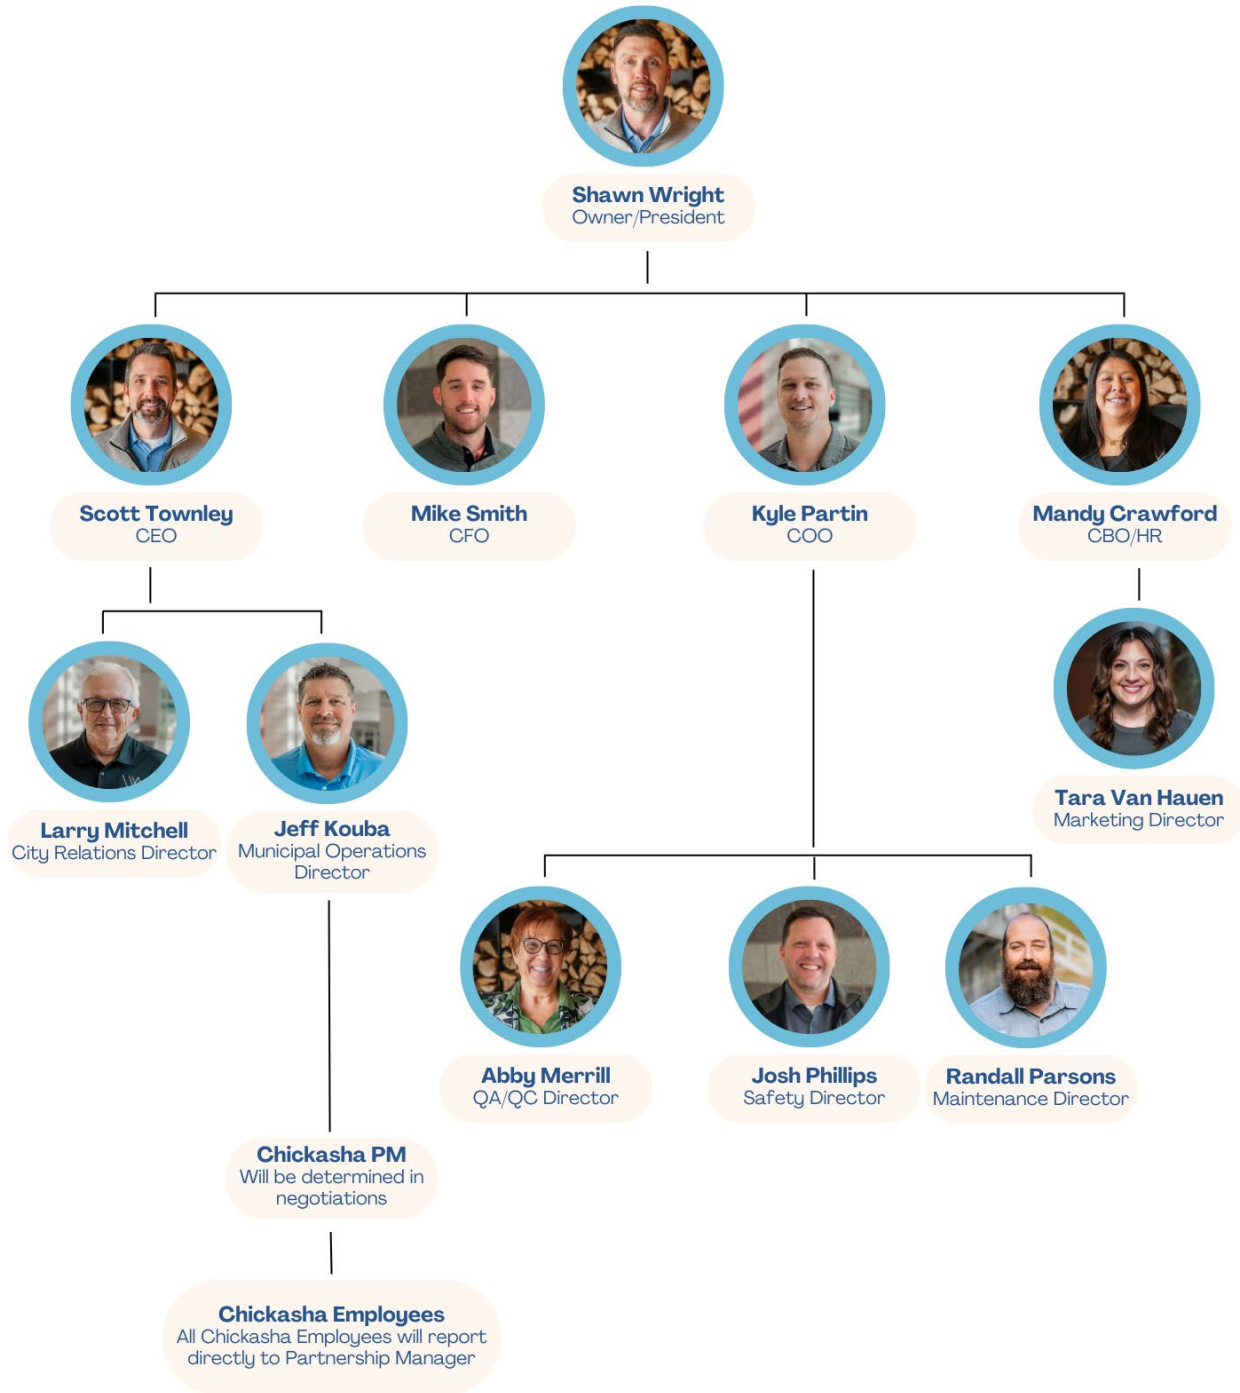 Shawn Wright
Owner/President
Scott Townley
CEO
Mike Smith
CFO
Kyle Partin
COO
Mandy Crawford
CBO/HR
Larry Mitchell
City Relations Director
Jeff Kouba
Municipal Operations
Director
Tara Van Hauen
Marketing Director
Abby Merrill
QA/QC Director
Josh Phillips
Safety Director
Randall Parsons
Maintenance Director
Chickasha PM
Will be determined in
negotiations
Chickasha Employees
All Chickasha Employees will report
directly to Partnership Manager